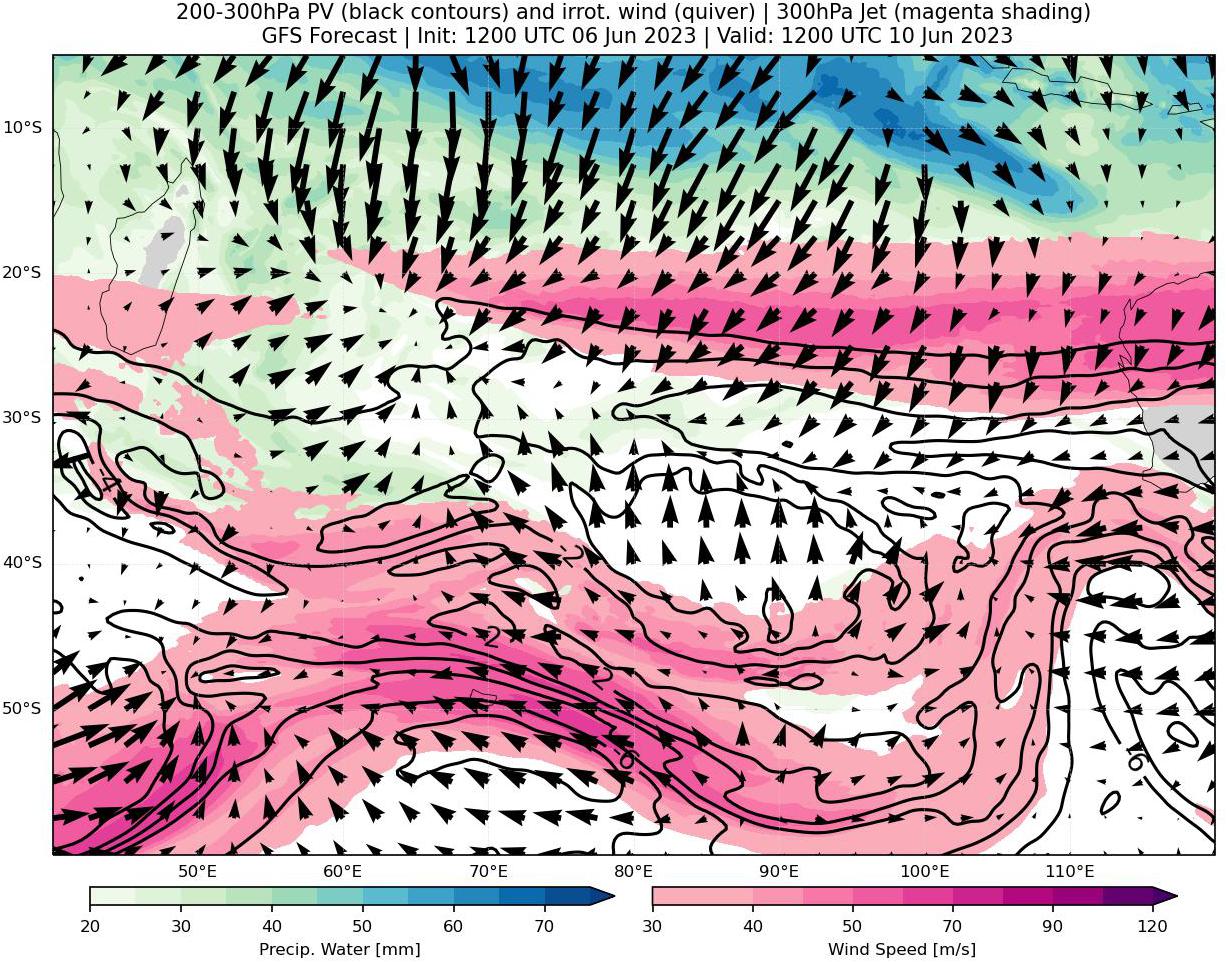 200-300hPa PV (black contours) and irrot. wind (quiver) | 300hPa Jet (magenta shading)
GFS Forecast | Init: 1200 UTC 06 Jun 2023 | Valid: 1200 UTC 10 Jun 2023
10°S
20°S
30°S
40°S
50°S
-4
-2
-2
-2
-6
-6
50°E 60°E 70°E 80°E 90°E 100°E 110°E
20 30 40 50 60 70
30 40 50 70 90 120
Precip. Water [mm]
Wind Speed [m/s]